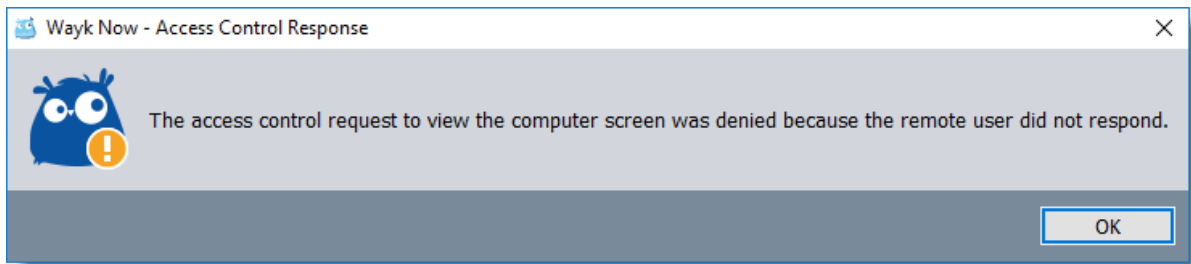 Wayk Now - Access Control Response
The access control request to view the computer screen was denied because the remote user did not respond.
OK